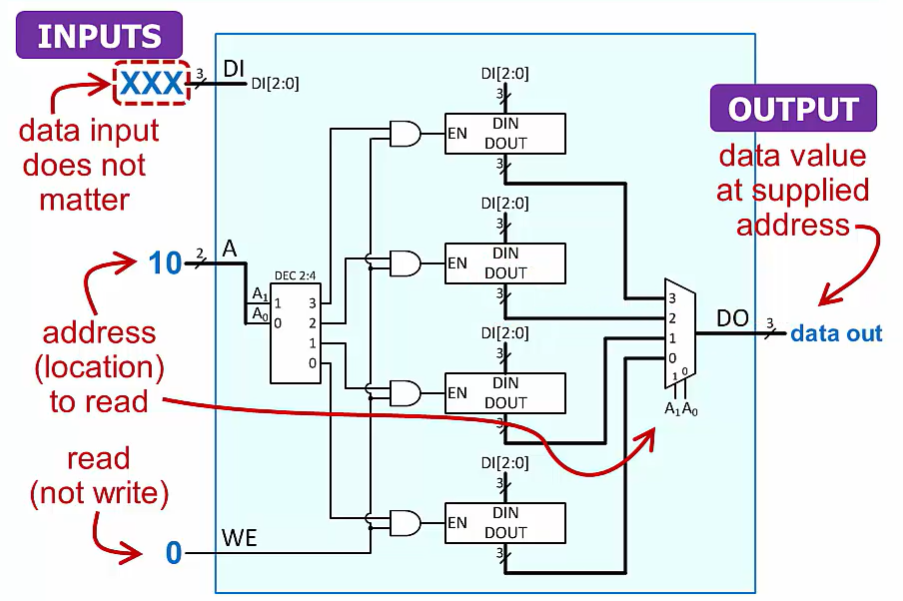 INPUTS
XXX
3
DI
DI[2:0]
data input
does not
matter
10
2
A
address
(location)
to read
read
(not write)
0
WE
DEC 2:4
A1
A0
1
0
3
2
1
0
DI[2:0]
3
EN
DIN
DOUT
3
DI[2:0]
3
EN
DIN
DOUT
3
DI[2:0]
3
EN
DIN
DOUT
3
DI[2:0]
3
EN
DIN
DOUT
3
3
2
1
0
1 0
A1 A0
OUTPUT
data value
at supplied
address
DO
3
data out